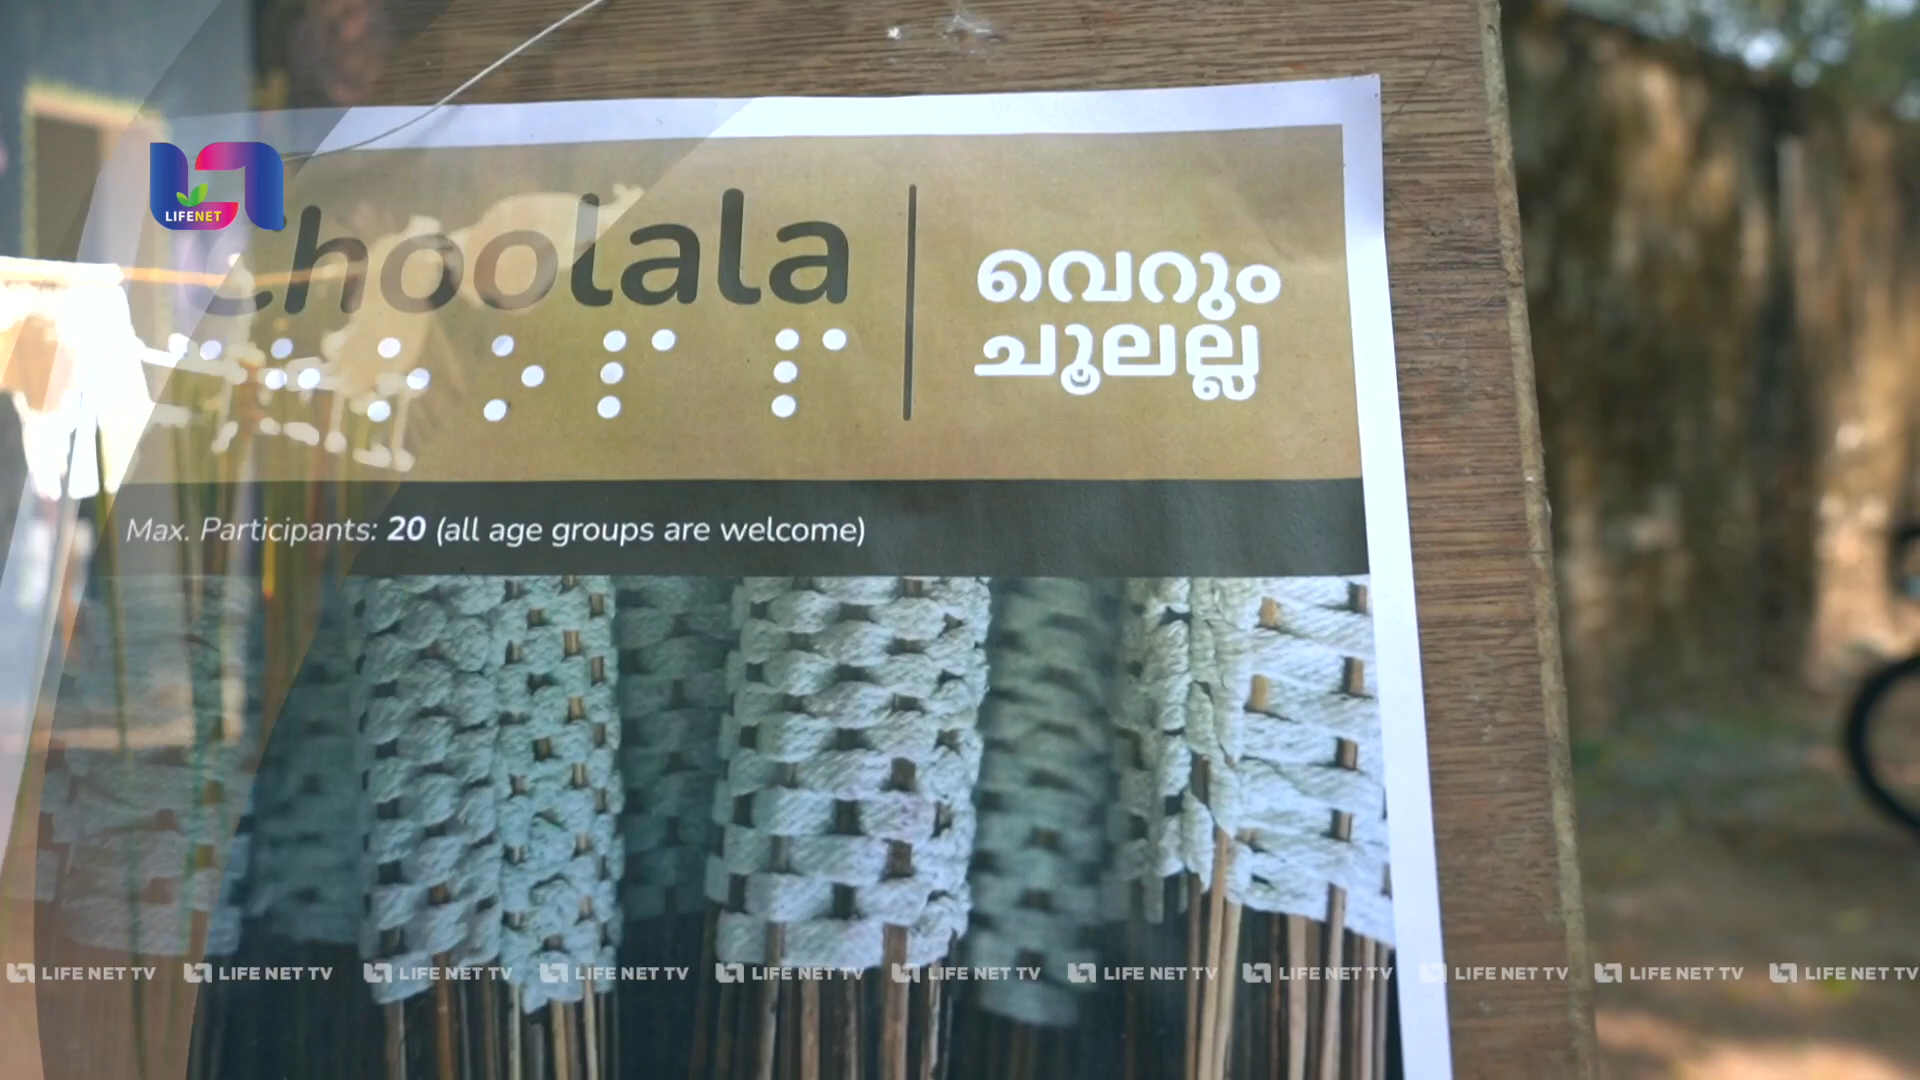 LIFENET
Choolala
വെറും
ചൂലല്ല
Max. Participants: 20 (all age groups are welcome)
LIFE NET TV LIFE NET TV LIFE NET TV LIFE NET TV LIFE NET TV LIFE NET TV LIFE NET TV LIFE NET TV LIFE NET TV LIFE NET TV LIFE NET TV